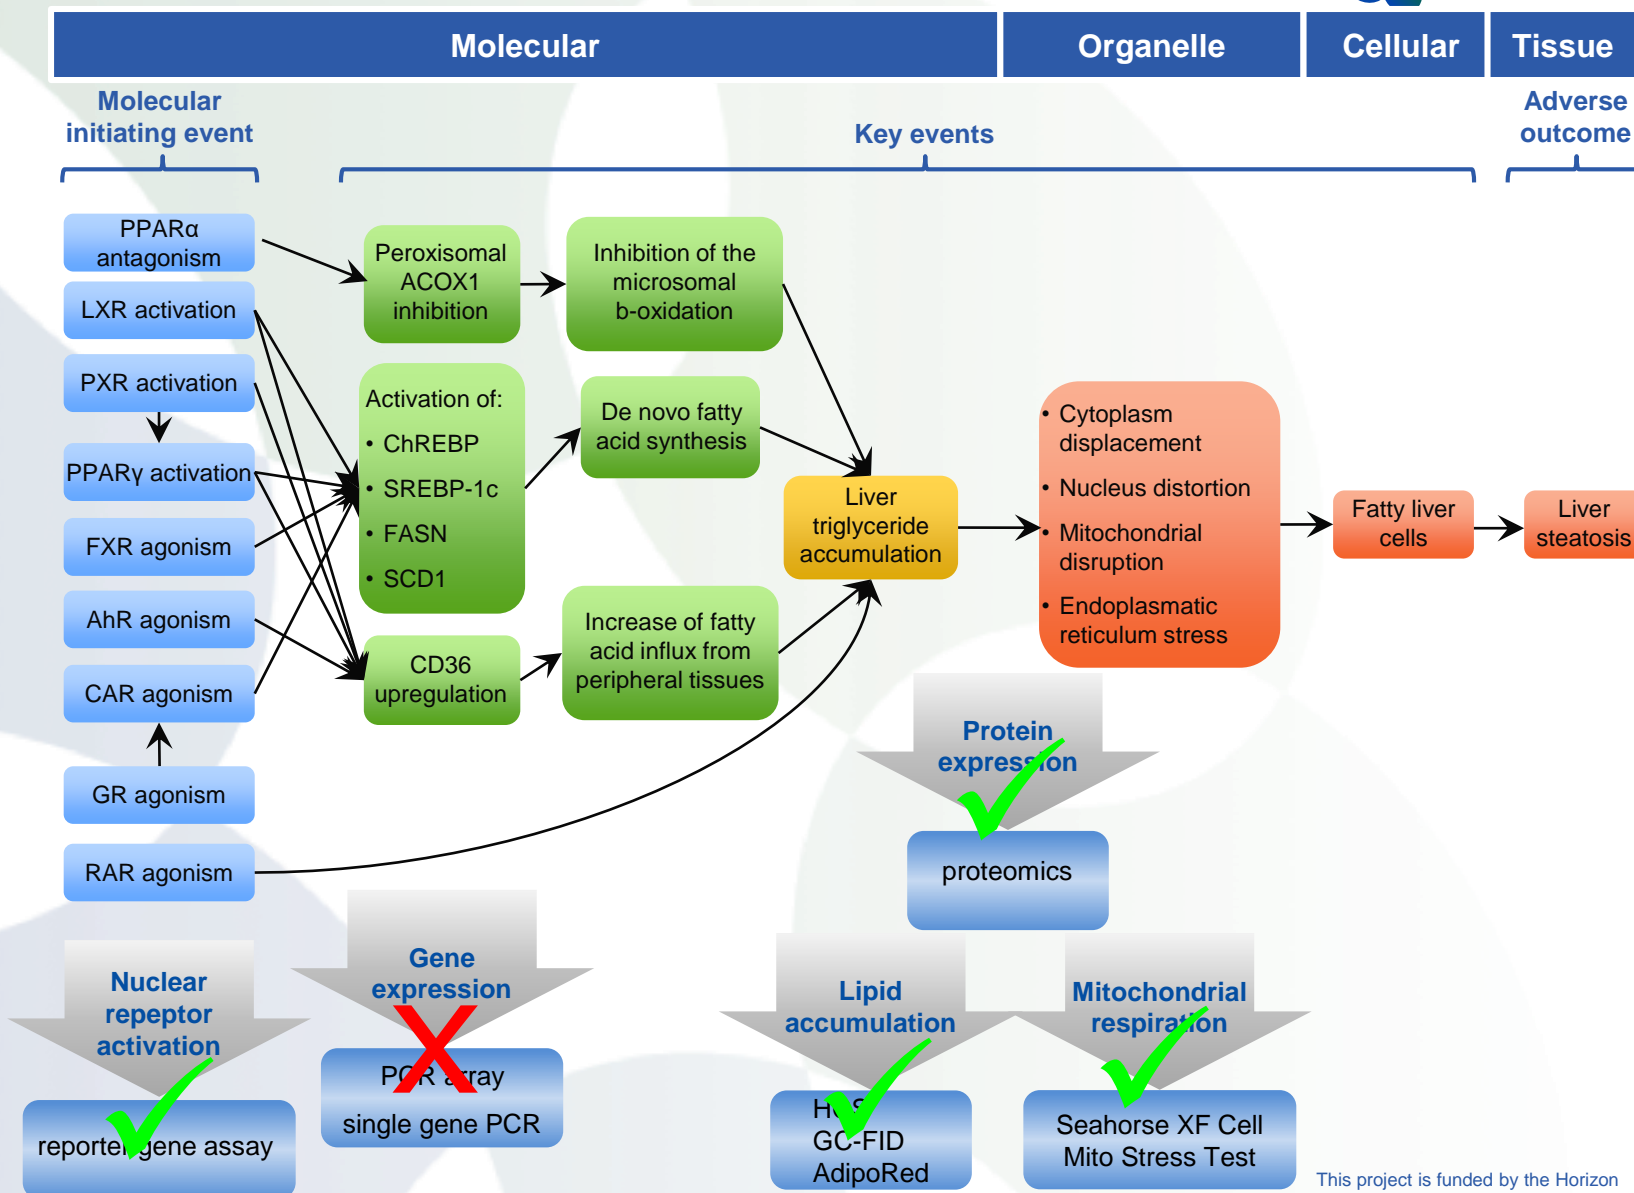 Molecular
Organelle
Cellular
Tissue
Molecular
initiating event
Key events
Adverse
outcome
PPARα
antagonism
LXR activation
PXR activation
PPARγ activation
FXR agonism
AhR agonism
CAR agonism
GR agonism
RAR agonism
Peroxisomal
ACOX1
inhibition
Inhibition of the
microsomal
b-oxidation
Activation of:
• ChREBP
• SREBP-1c
• FASN
• SCD1
De novo fatty
acid synthesis
CD36
upregulation
Increase of fatty
acid influx from
peripheral tissues
Liver
triglyceride
accumulation
• Cytoplasm
displacement
• Nucleus distortion
• Mitochondrial
disruption
• Endoplasmatic
reticulum stress
Fatty liver
cells
Liver
steatosis
Protein
expression
proteomics
Nuclear
repeptor
activation
reporter gene assay
Gene
expression
PCR array
single gene PCR
Lipid
accumulation
HCS
GC-FID
AdipoRed
Mitochondrial
respiration
Seahorse XF Cell
Mito Stress Test
This project is funded by the Horizon